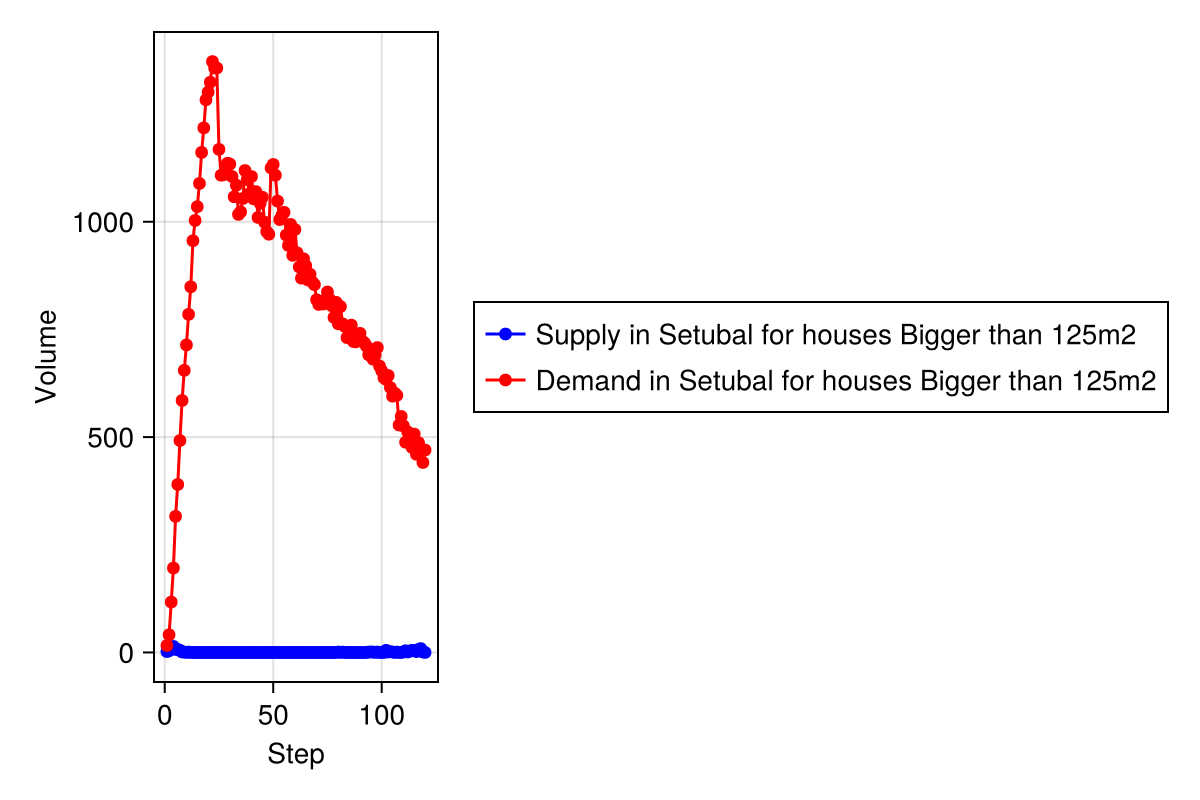 1000
500
0
0
50
100
Volume
Step
Supply in Setubal for houses Bigger than 125m2
Demand in Setubal for houses Bigger than 125m2